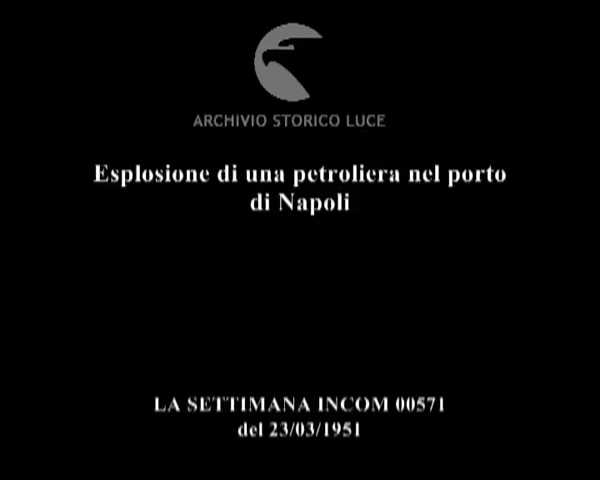 ARCHIVIO STORICO LUCE
Esplosione di una petroliera nel porto
di Napoli
LA SETTIMANA INCOM 00571
del 23/03/1951